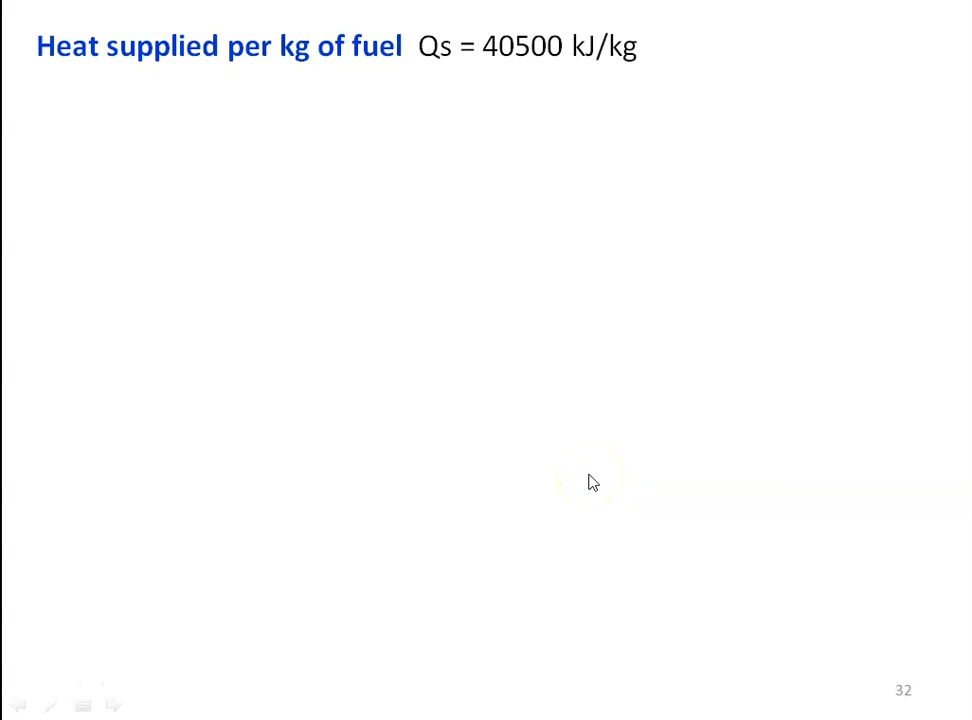 Heat supplied per kg of fuel Qs = 40500 kJ/kg
32